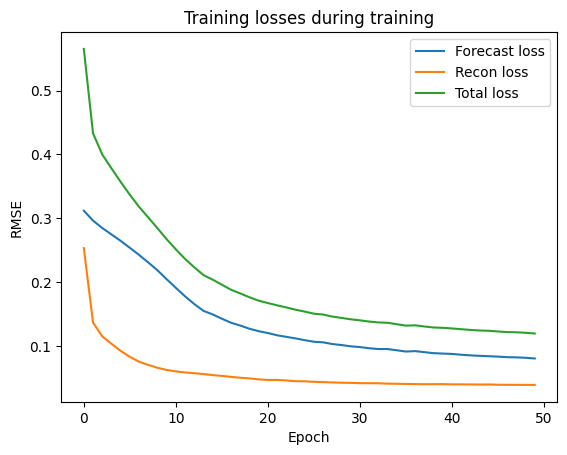 Training losses during training
Forecast loss
Recon loss
Total loss
RMSE
0.5
0.4
0.3
0.2
0.1
0 10 20 30 40 50
Epoch